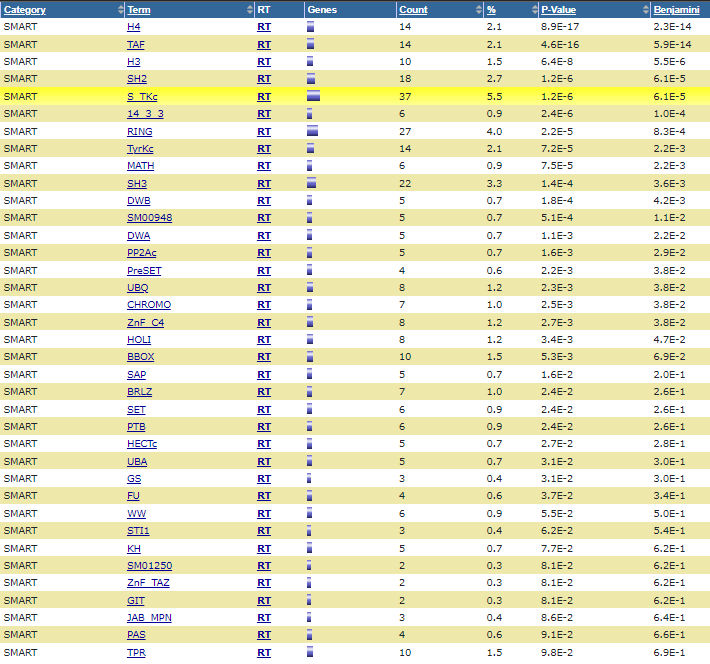 Category Term RT Genes Count % P-Value Benjamini
SMART H4 RT 14 2.1 8.9E-17 2.3E-14
SMART TAF RT 14 2.1 4.6E-16 5.9E-14
SMART H3 RT 10 1.5 6.4E-8 5.5E-6
SMART SH2 RT 18 2.7 1.2E-6 6.1E-5
SMART S_TKc RT 37 5.5 1.2E-6 6.1E-5
SMART 14_3_3 RT 6 0.9 2.4E-6 1.0E-4
SMART RING RT 27 4.0 2.2E-5 8.3E-4
SMART TyrKc RT 14 2.1 7.2E-5 2.2E-3
SMART MATH RT 6 0.9 7.5E-5 2.2E-3
SMART SH3 RT 22 3.3 1.4E-4 3.6E-3
SMART DWB RT 5 0.7 1.8E-4 4.2E-3
SMART SM00948 RT 5 0.7 5.1E-4 1.1E-2
SMART DWA RT 5 0.7 1.1E-3 2.2E-2
SMART PP2Ac RT 5 0.7 1.6E-3 2.9E-2
SMART PreSET RT 4 0.6 2.2E-3 3.8E-2
SMART UBQ RT 8 1.2 2.3E-3 3.8E-2
SMART CHROMO RT 7 1.0 2.5E-3 3.8E-2
SMART ZnF_C4 RT 8 1.2 2.7E-3 3.8E-2
SMART HOLI RT 8 1.2 3.4E-3 4.7E-2
SMART BBOX RT 10 1.5 5.3E-3 6.9E-2
SMART SAP RT 5 0.7 1.6E-2 2.0E-1
SMART BRLZ RT 7 1.0 2.4E-2 2.6E-1
SMART SET RT 6 0.9 2.4E-2 2.6E-1
SMART PTB RT 6 0.9 2.4E-2 2.6E-1
SMART HECTc RT 5 0.7 2.7E-2 2.8E-1
SMART UBA RT 5 0.7 3.1E-2 3.0E-1
SMART GS RT 3 0.4 3.1E-2 3.0E-1
SMART FU RT 4 0.6 3.7E-2 3.4E-1
SMART WW RT 6 0.9 5.5E-2 5.0E-1
SMART STI1 RT 3 0.4 6.2E-2 5.4E-1
SMART KH RT 5 0.7 7.7E-2 6.2E-1
SMART SM01250 RT 2 0.3 8.1E-2 6.2E-1
SMART ZnF_TAZ RT 2 0.3 8.1E-2 6.2E-1
SMART GIT RT 2 0.3 8.1E-2 6.2E-1
SMART JAB_MPN RT 3 0.4 8.6E-2 6.4E-1
SMART PAS RT 4 0.6 9.1E-2 6.6E-1
SMART TPR RT 10 1.5 9.8E-2 6.9E-1